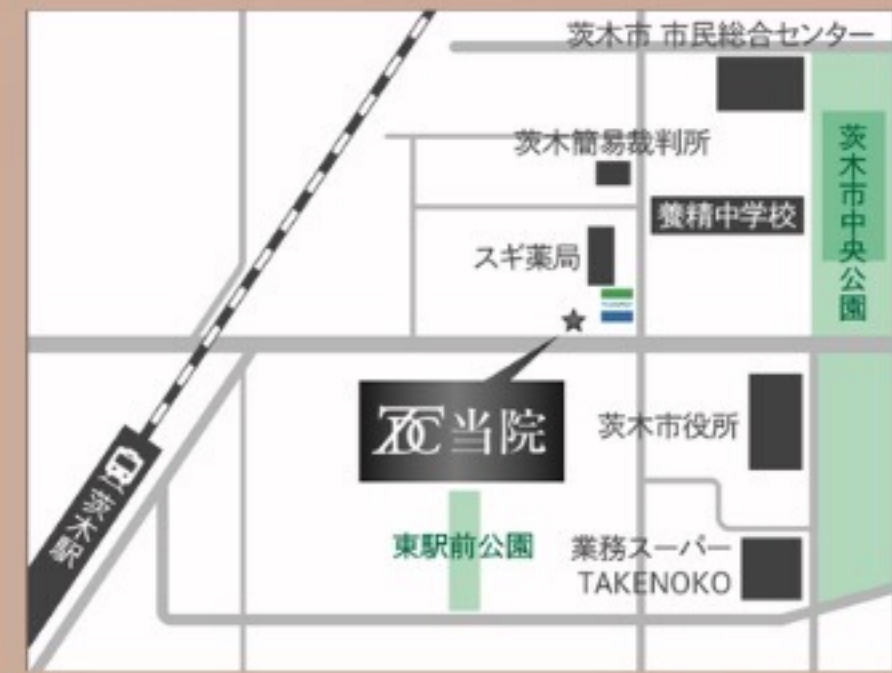 茨木市 市民総合センター
茨木簡易裁判所
養精中学校
茨木市中央公園
スギ薬局
当院
茨木市役所
茨木駅
東駅前公園
業務スーパー
TAKENOKO